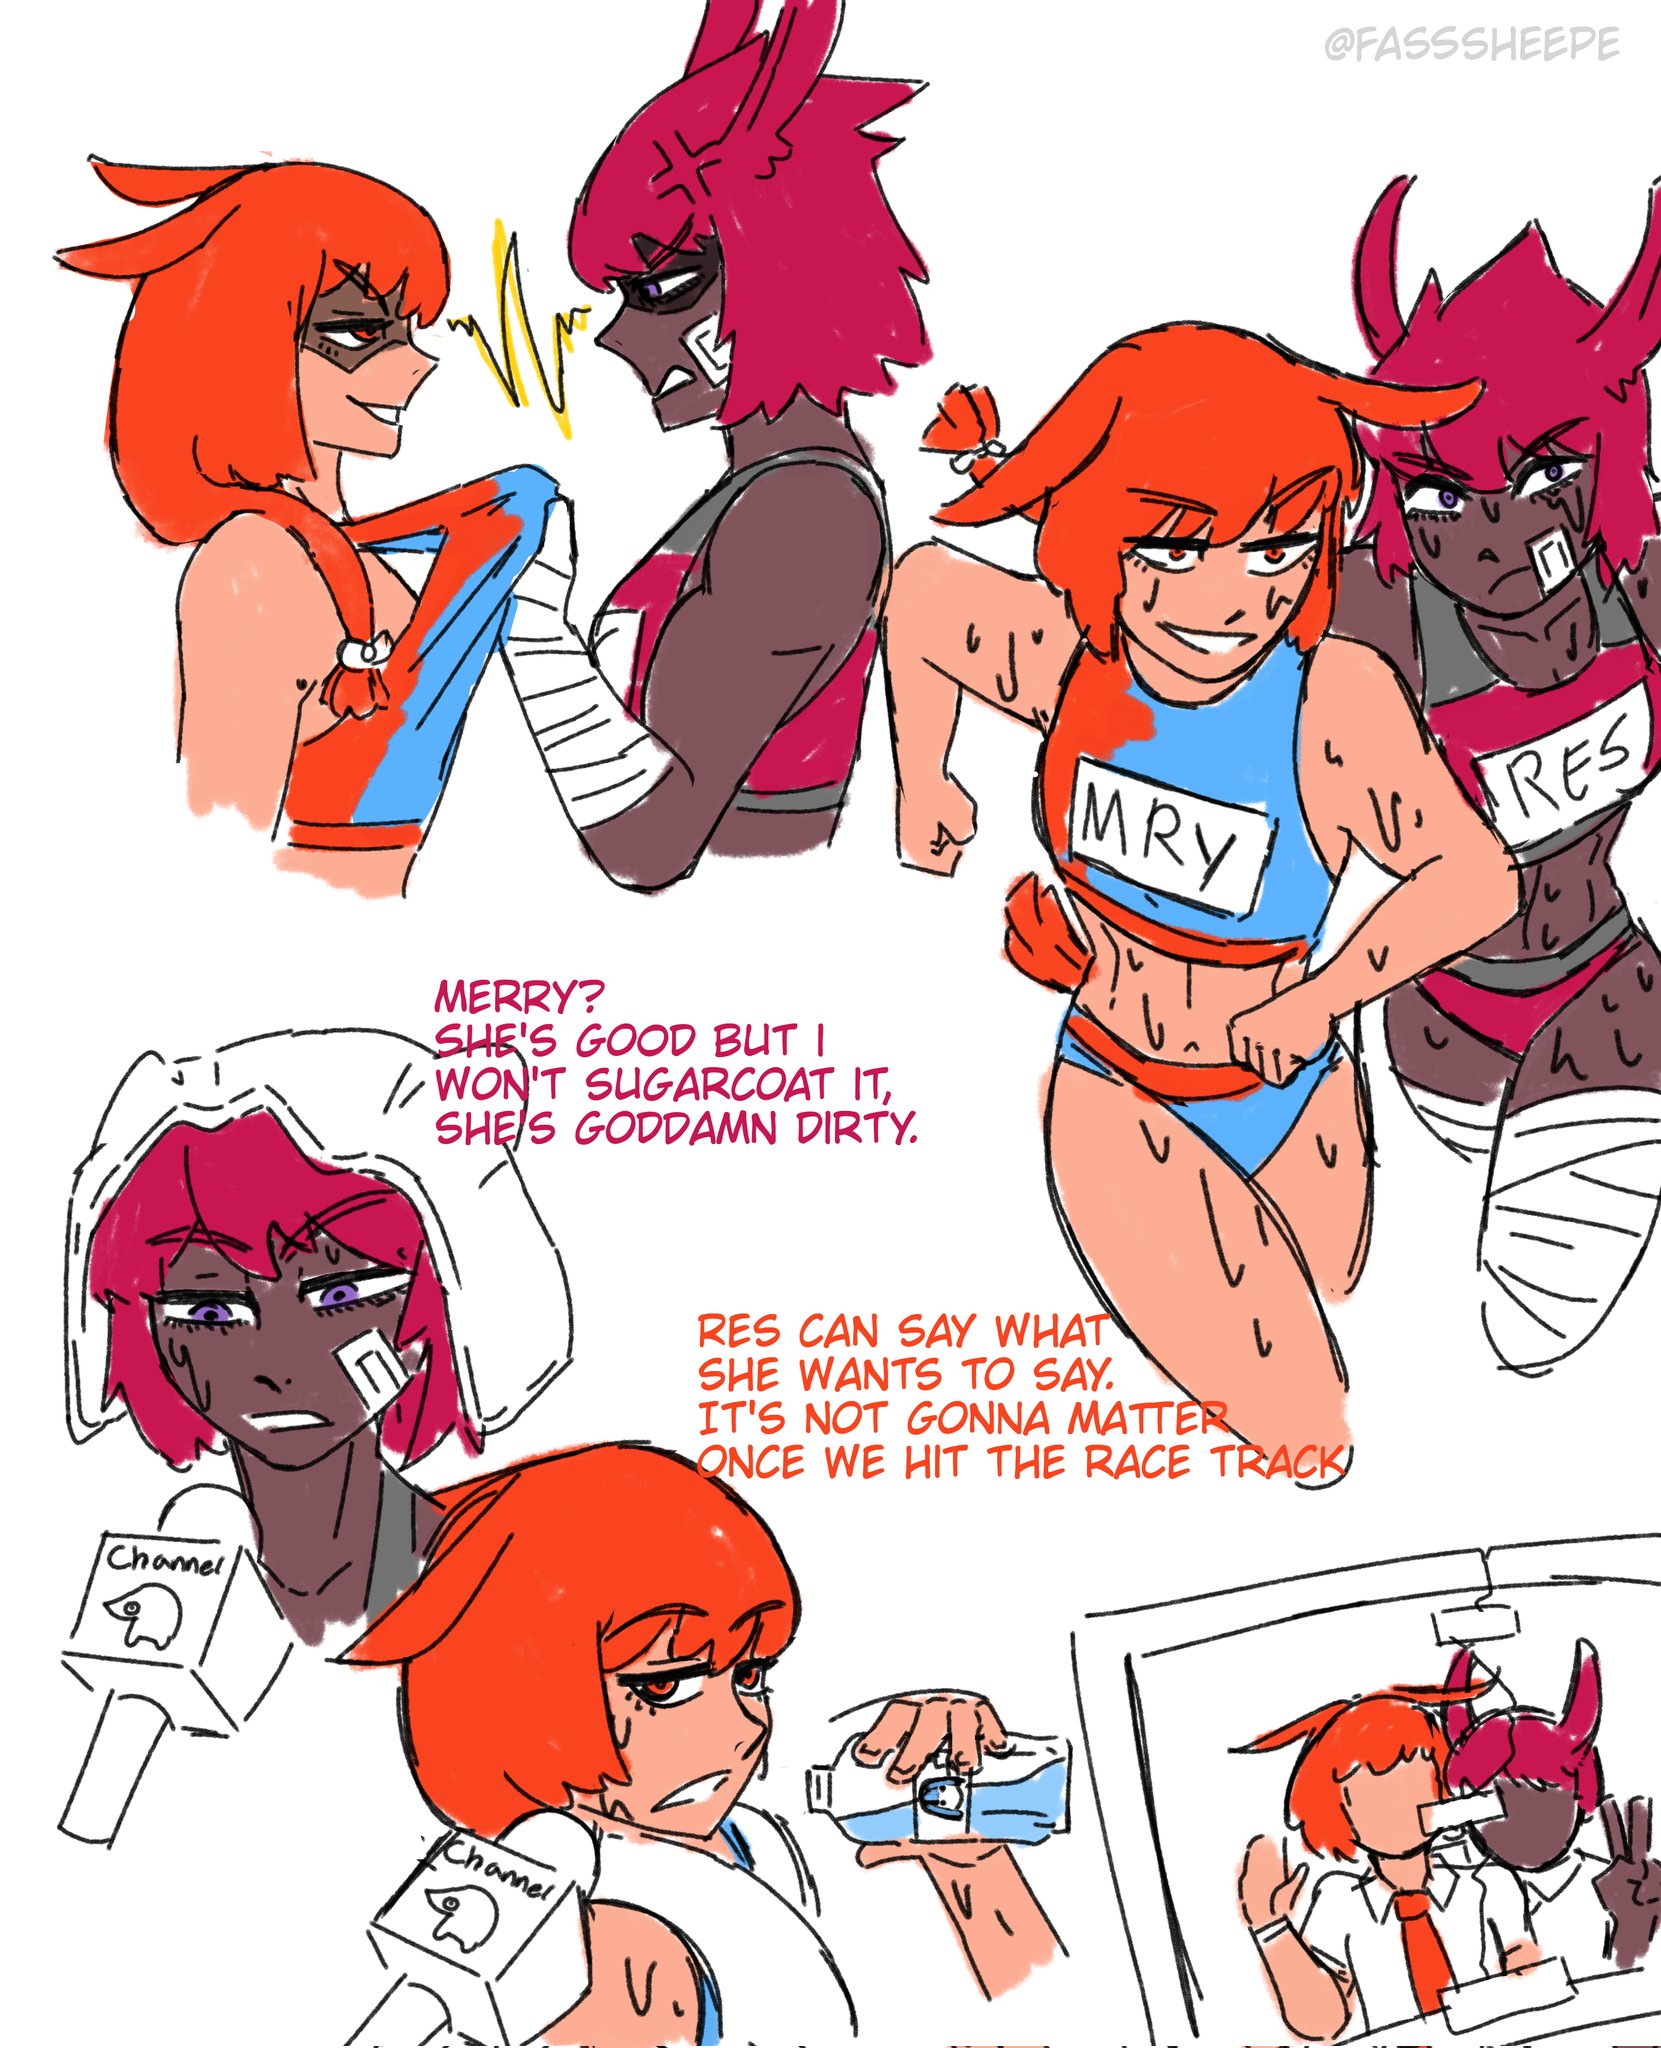 @FASSSHEEPE
MRY
RES
MERRY?
SHE'S GOOD BUT I
WON'T SUGARCOAT IT,
SHE'S GODDAMN DIRTY.
RES CAN SAY WHAT
SHE WANTS TO SAY.
IT'S NOT GONNA MATTER
ONCE WE HIT THE RACE TRACK
Channel
Channel